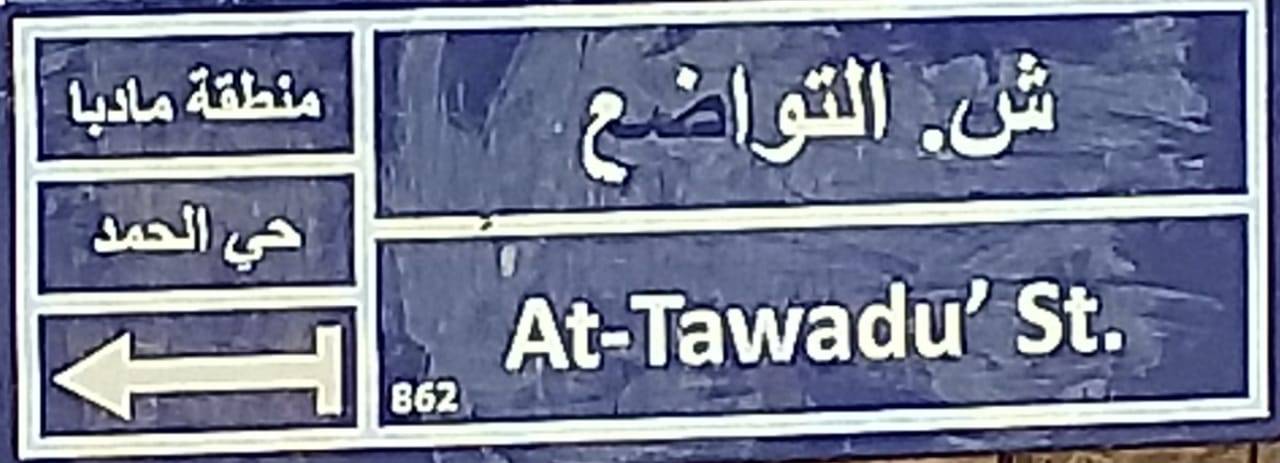 ش. التواضع
At-Tawadu' St.
862
منطقة مادبا
حي الحمد